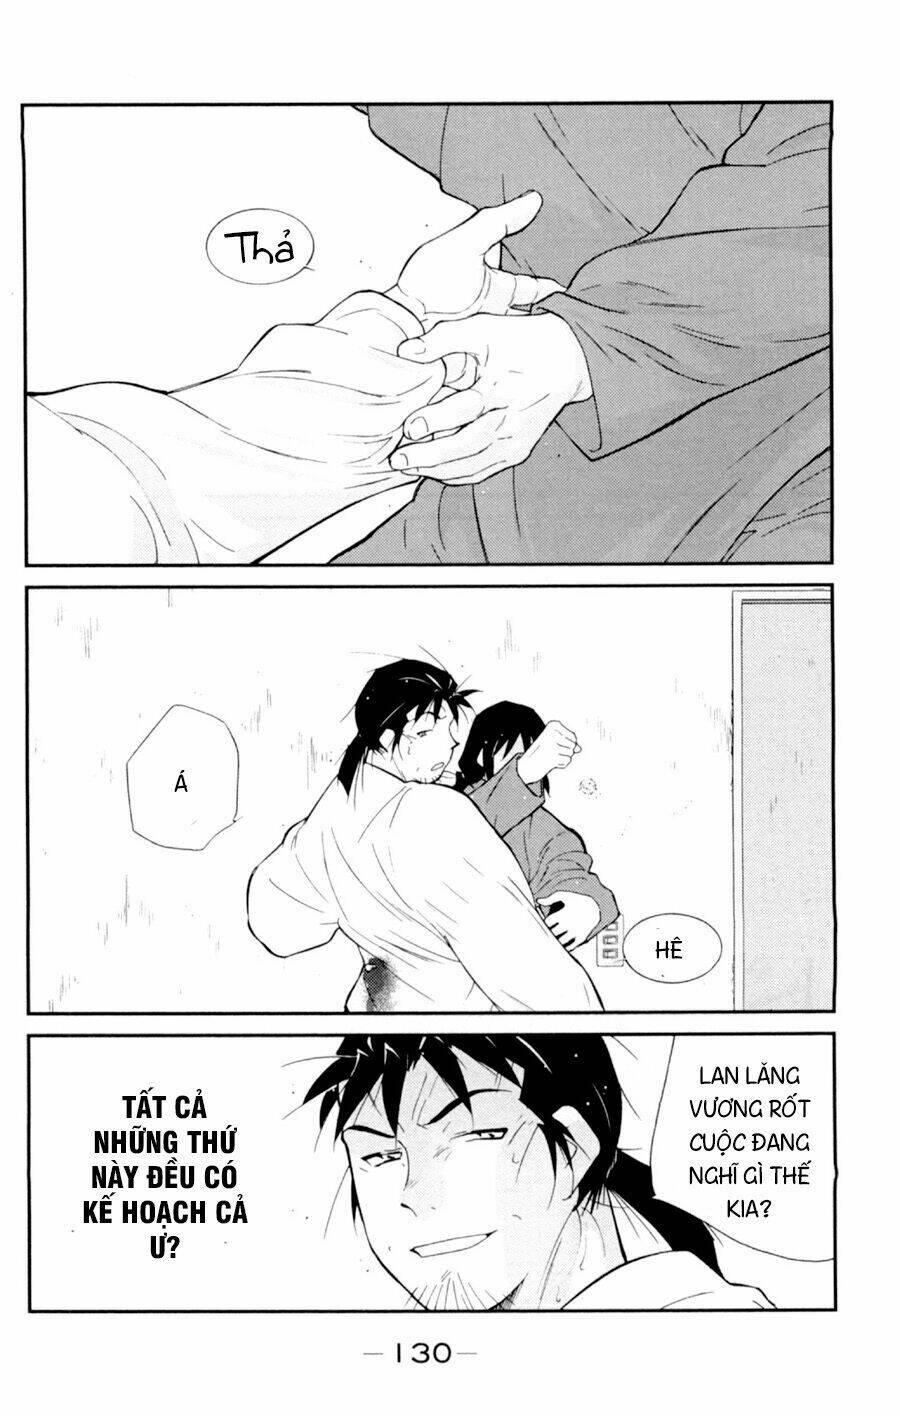 Thả
Á
HÊ
LAN LĂNG
VƯƠNG RỐT
CUỘC ĐANG
NGHĨ GÌ THẾ
KIA?
TẤT CẢ
NHỮNG THỨ
NÀY ĐỀU CÓ
KẾ HOẠCH CẢ
Ư?
— 130 —